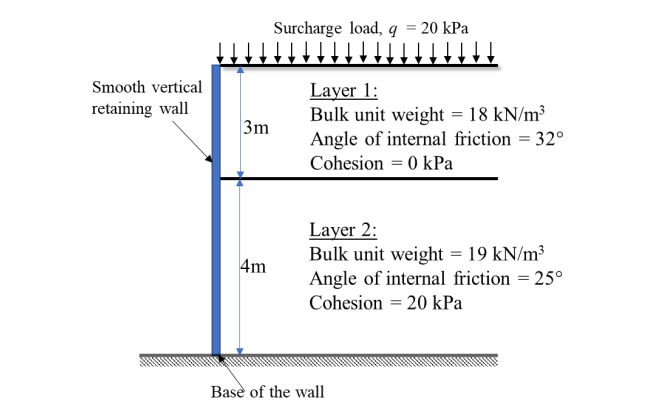 Surcharge load, q = 20 kPa
Smooth vertical
retaining wall
3m
Layer 1:
Bulk unit weight = 18 kN/m³
Angle of internal friction = 32°
Cohesion = 0 kPa
4m
Layer 2:
Bulk unit weight = 19 kN/m³
Angle of internal friction = 25°
Cohesion = 20 kPa
Base of the wall